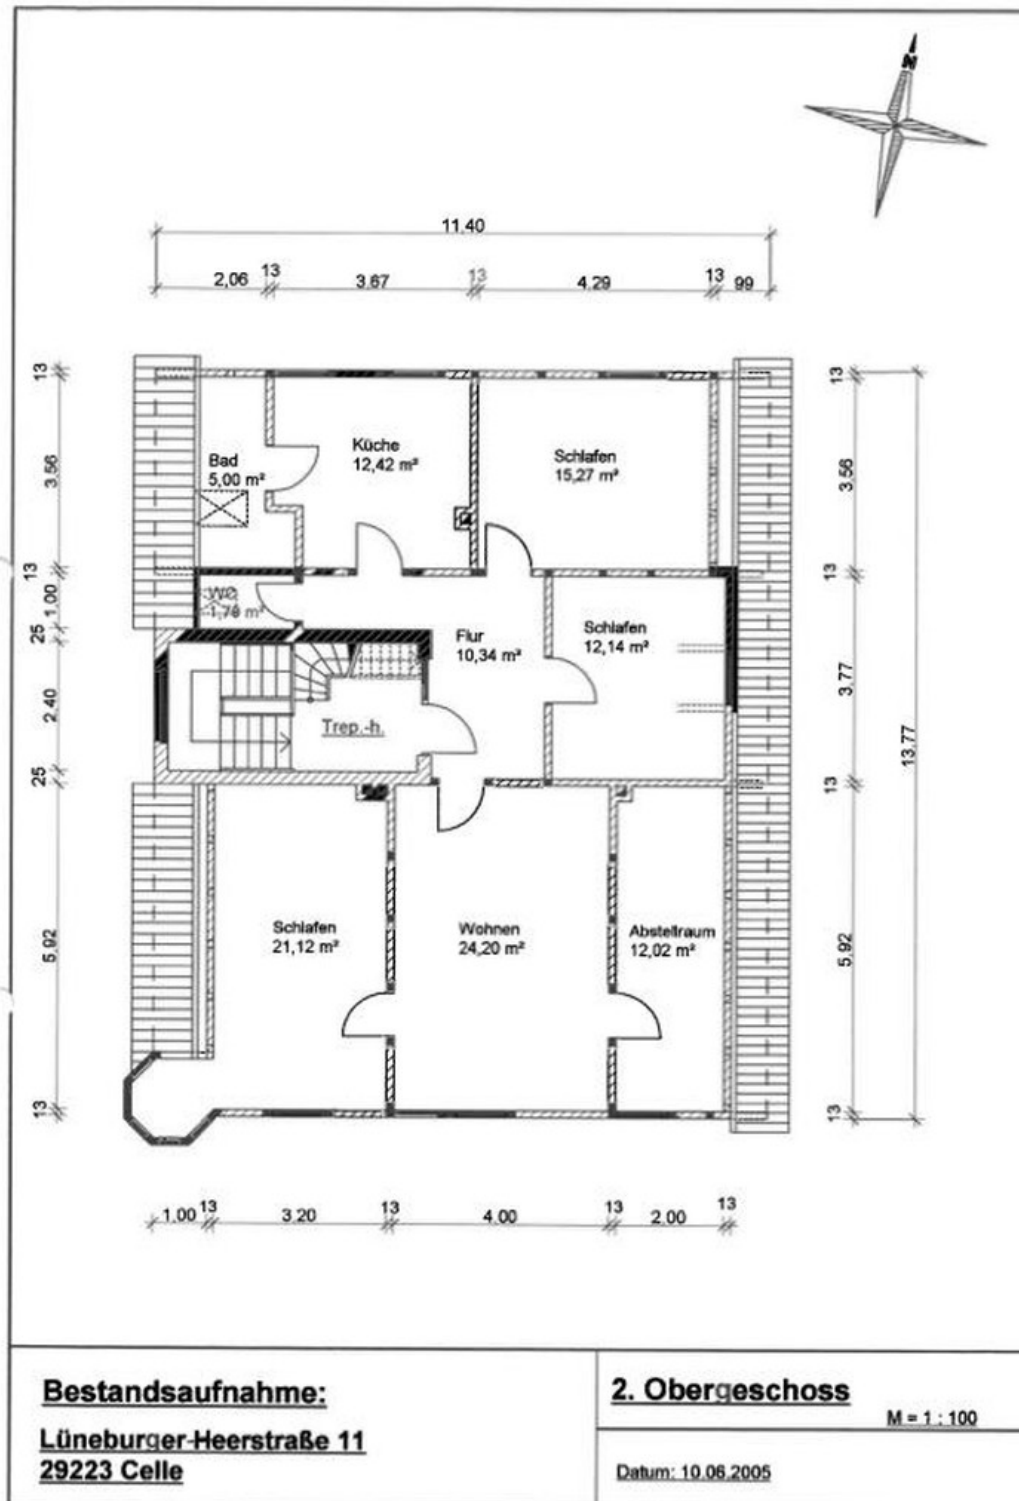 N
11.40
2,06
13
3.67
13
4.29
13
99
13
3.56
13
1.00
25
2.40
25
5.92
13
Bad
5,00 m²
Küche
12,42 m²
Schlafen
15,27 m²
WC
1,78 m²
Flur
10,34 m²
Schlafen
12,14 m²
Trep.-h.
Schlafen
21,12 m²
Wohnen
24,20 m²
Abstellraum
12,02 m²
13
3.56
13
3.77
13
5.92
13
13.77
1.00
13
3.20
13
4.00
13
2.00
13
Bestandsaufnahme:
Lüneburger-Heerstraße 11
29223 Celle
2. Obergeschoss
M = 1 : 100
Datum: 10.06.2005